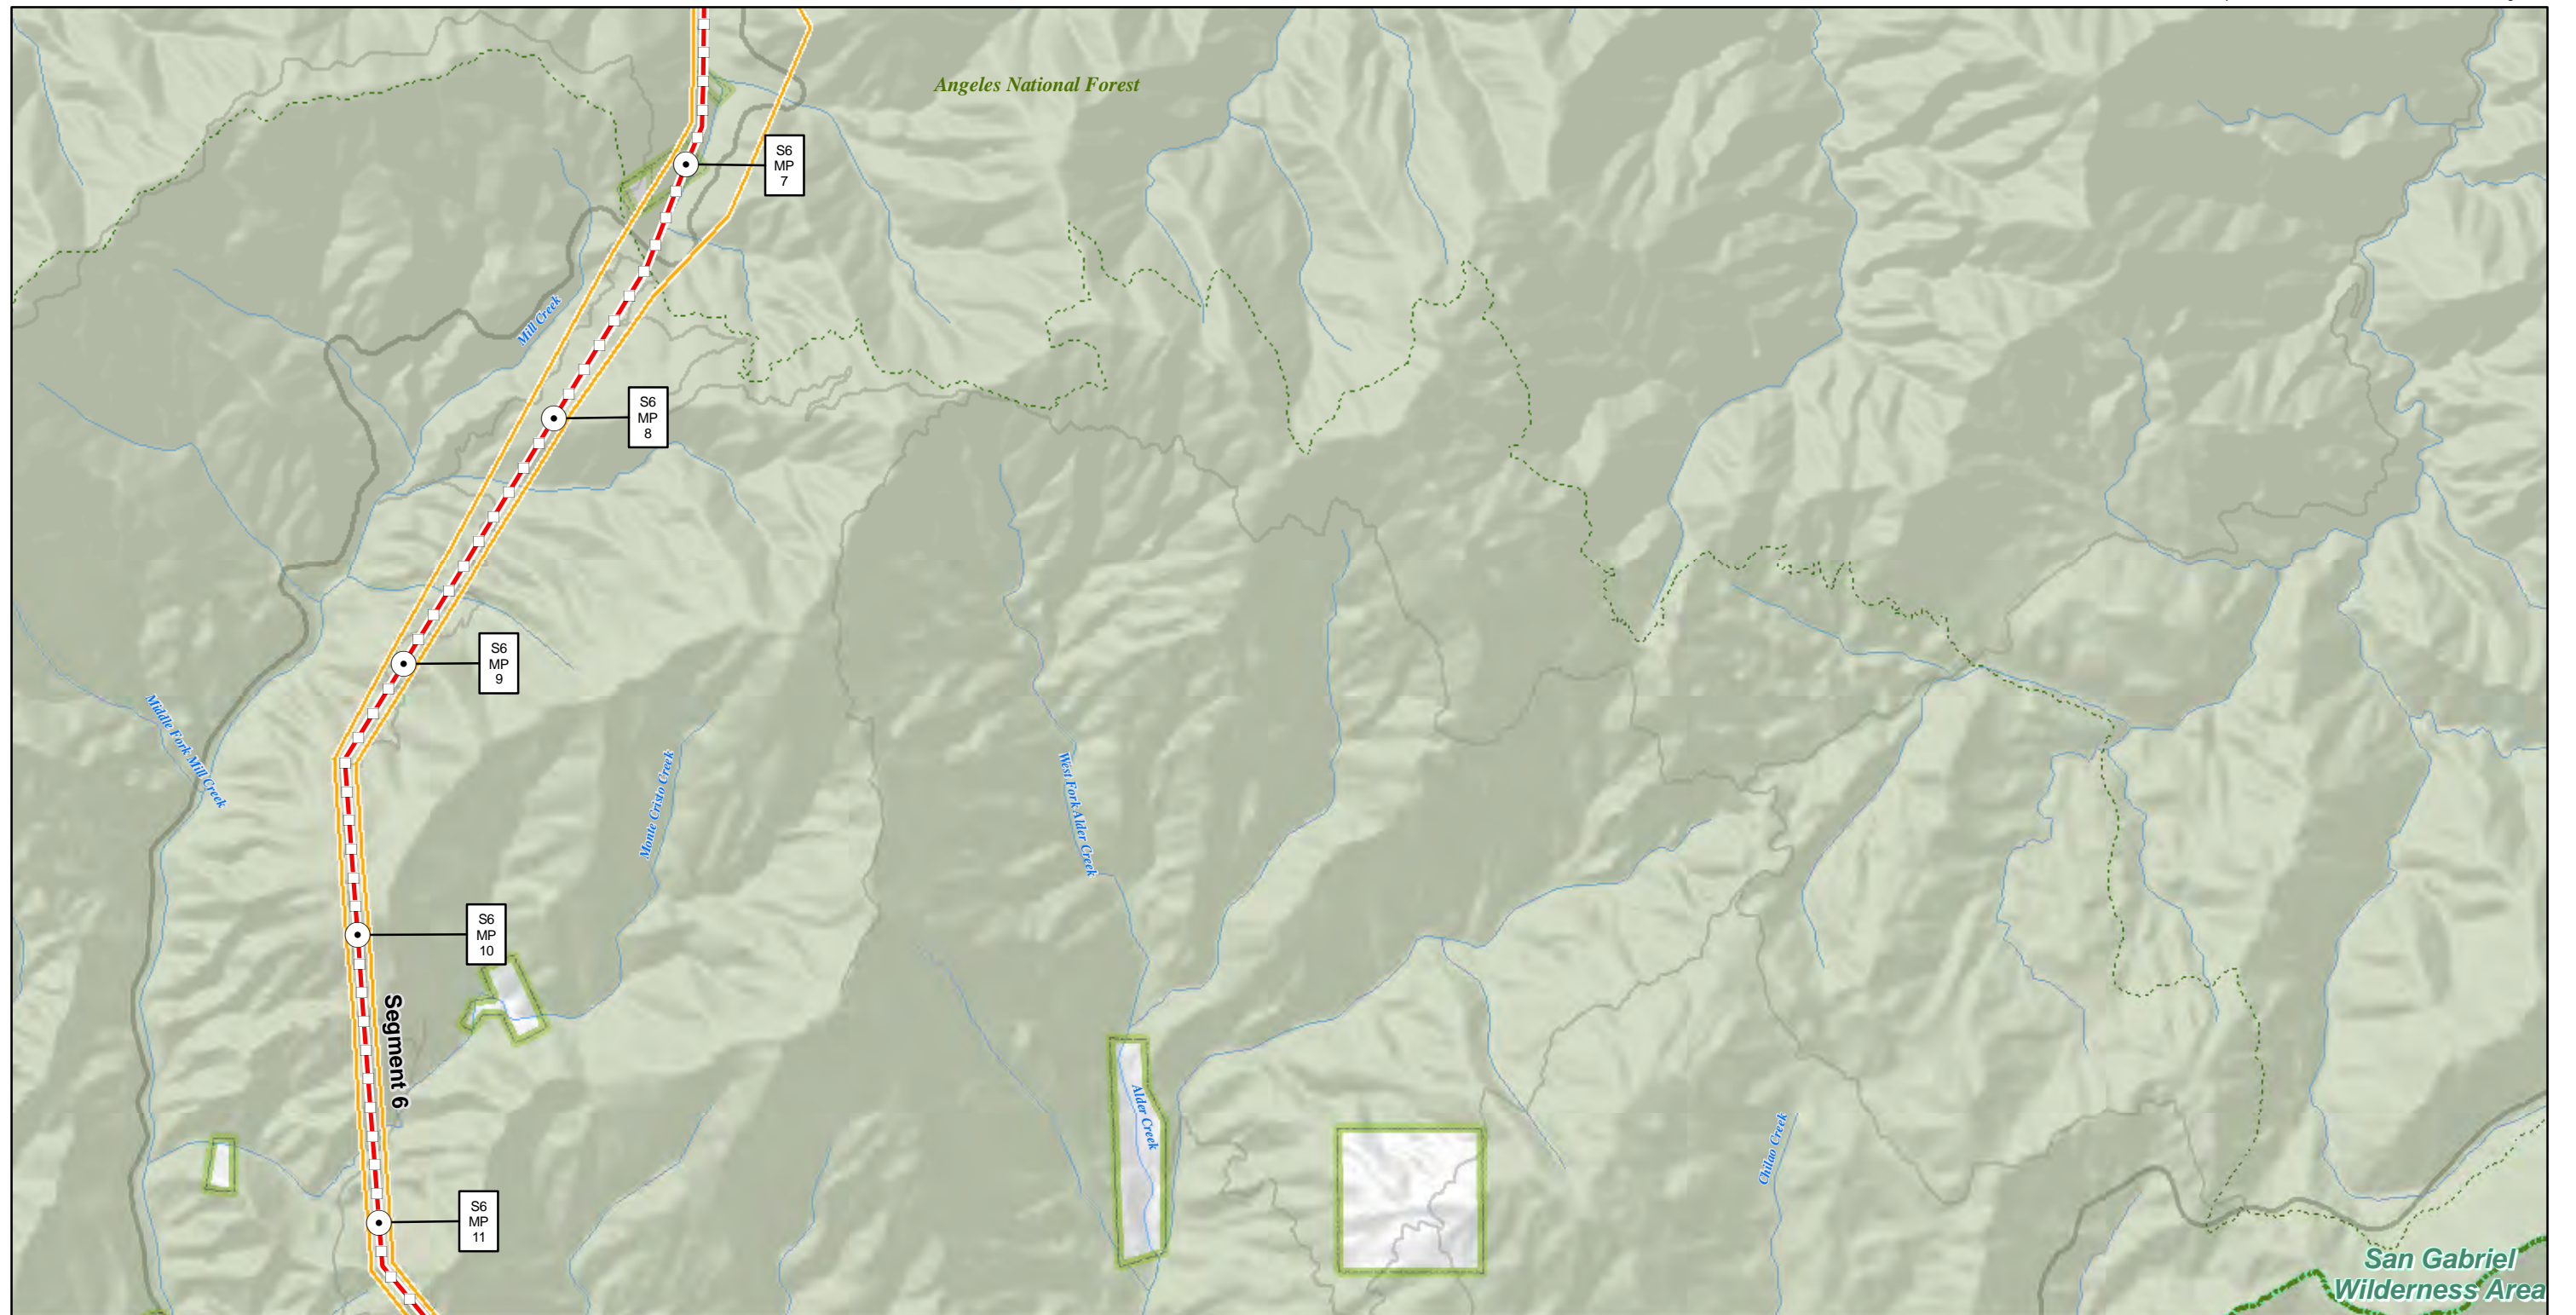 Angeles National Forest
S6
MP
7
Mill Creek
S6
MP
8
S6
MP
9
Middle Fork Mill Creek
Monte Cristo Creek
West Fork Alder Creek
S6
MP
10
Segment 6
Alder Creek
Chilao Creek
S6
MP
11
San Gabriel
Wilderness Area